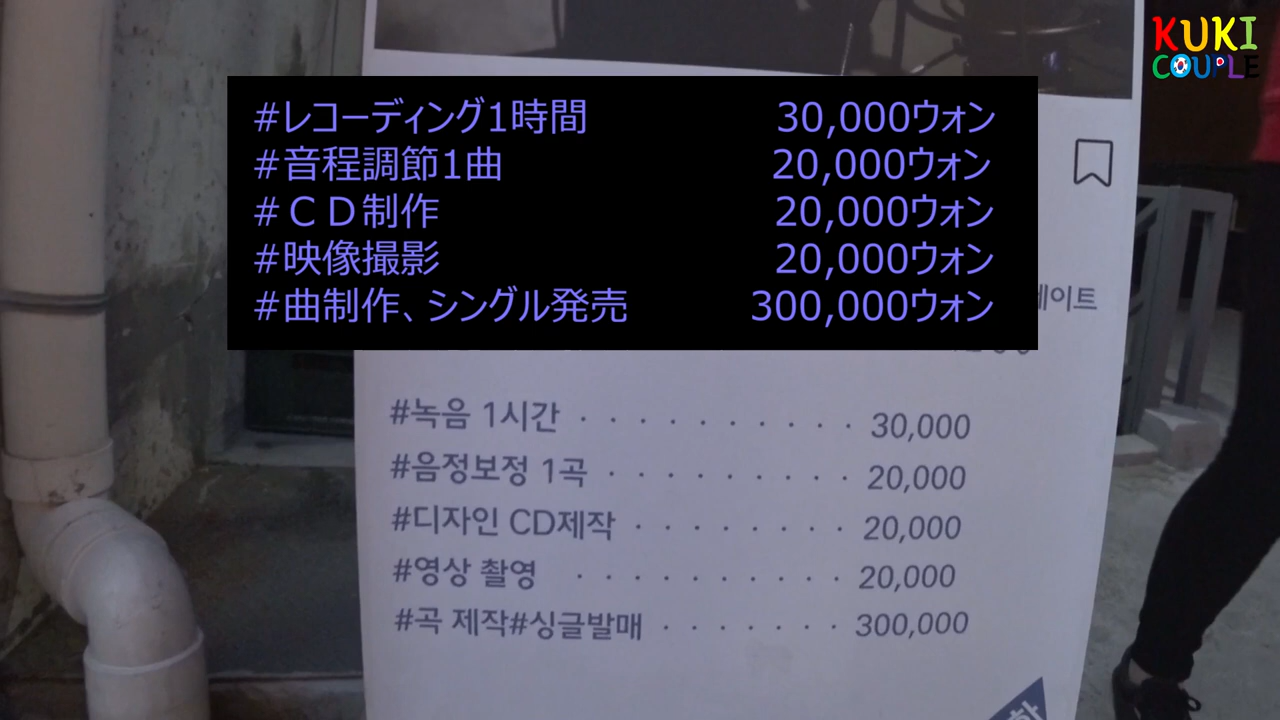 KUKI
COUPLE
#レコーディング1時間 30,000ウォン
#音程調節1曲 20,000ウォン
#ＣＤ制作 20,000ウォン
#映像撮影 20,000ウォン
#曲制作、シングル発売 300,000ウォン
#녹음 1시간 · · · · · · · · · · 30,000
#음정보정 1곡 · · · · · · · · · 20,000
#디자인 CD제작 · · · · · · · · 20,000
#영상 촬영 · · · · · · · · · · 20,000
#곡 제작#싱글발매 · · · · · · · 300,000